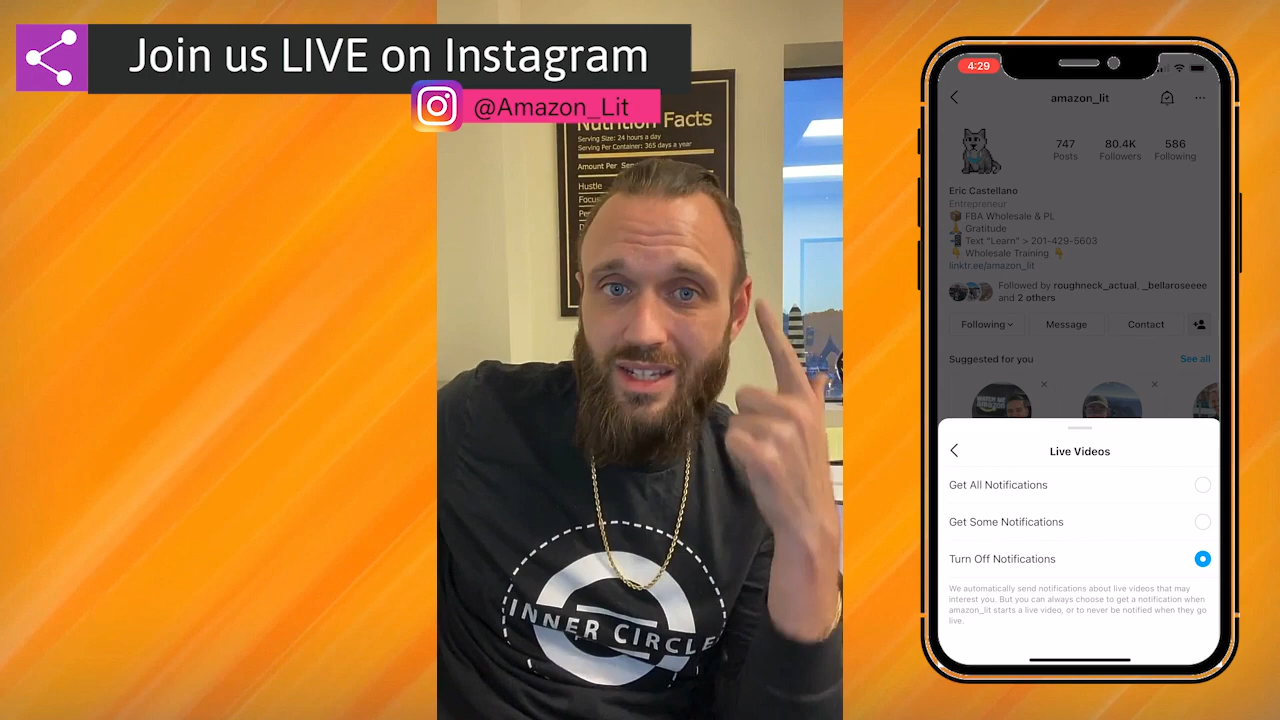 Join us LIVE on Instagram
@Amazon_Lit
Nutrition Facts
Serving Size: 24 hours a day
Serving Per Container: 365 days a year
Amount Per
Hustle
INNER CIRCLE
4:29
amazon_lit
747
Posts
80.4K
Followers
586
Following
Eric Castellano
Entrepreneur
📦 FBA Wholesale & PL
🙏 Gratitude
📲 Text “Learn” > 201-429-5603
👇 Wholesale Training 👇
linktr.ee/amazon_lit
Followed by roughneck_actual, _bellaroseeee
and 2 others
Following
Message
Contact
Suggested for you
See all
Live Videos
Get All Notifications
Get Some Notifications
Turn Off Notifications
We automatically send notifications about live videos that may
interest you. But you can always choose to get a notification when
amazon_lit starts a live video, or to never be notified when they go
live.